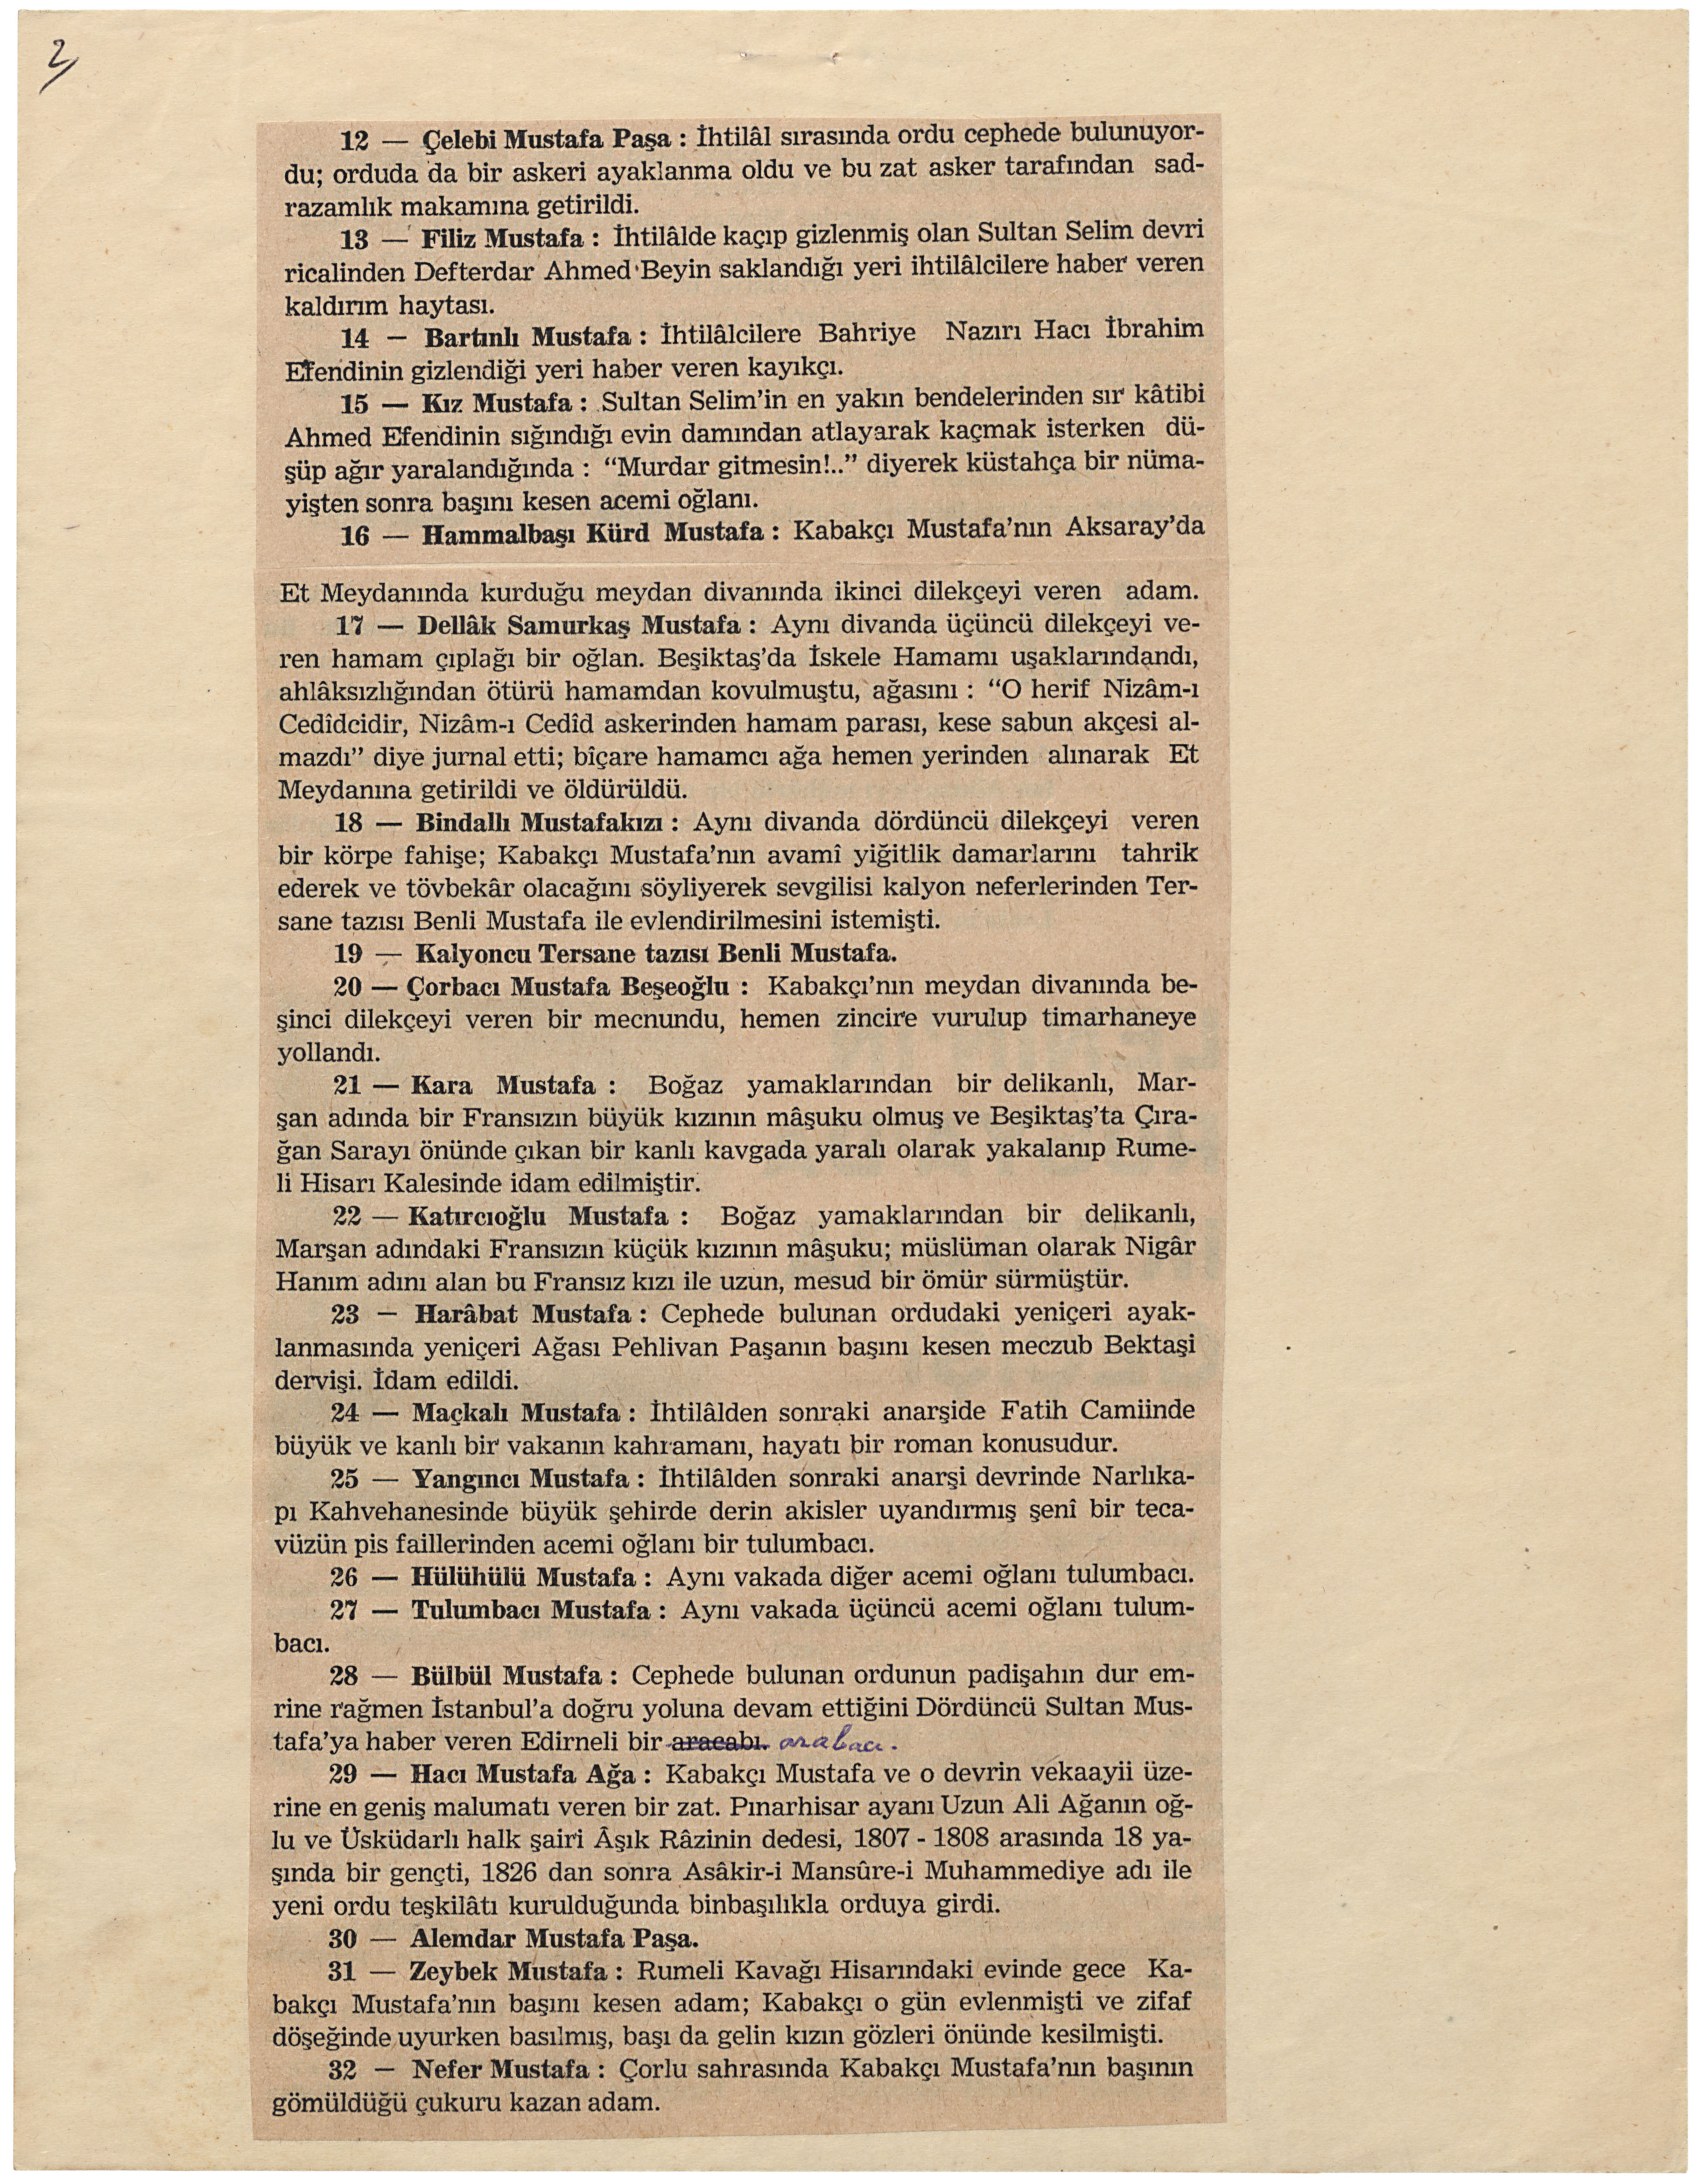 2
12 — Çelebi Mustafa Paşa : İhtilâl sırasında ordu cephede bulunuyor-
du; orduda da bir askeri ayaklanma oldu ve bu zat asker tarafından sad-
razamlık makamına getirildi.
13 — Filiz Mustafa : İhtilâlde kaçıp gizlenmiş olan Sultan Selim devri
ricalinden Defterdar Ahmed Beyin saklandığı yeri ihtilâlcilere haber veren
kaldırım haytası.
14 — Bartınlı Mustafa : İhtilâlcilere Bahriye Nazırı Hacı İbrahim
Efendinin gizlendiği yeri haber veren kayıkçı.
15 — Kız Mustafa : Sultan Selim'in en yakın bendelerinden sır kâtibi
Ahmed Efendinin sığındığı evin damından atlayarak kaçmak isterken dü-
şüp ağır yaralandığında : "Murdar gitmesin!.." diyerek küstahça bir nüma-
yişten sonra başını kesen acemi oğlanı.
16 — Hammalbaşı Kürd Mustafa : Kabakçı Mustafa'nın Aksaray'da
Et Meydanında kurduğu meydan divanında ikinci dilekçeyi veren adam.
17 — Dellâk Samurkaş Mustafa : Aynı divanda üçüncü dilekçeyi ve-
ren hamam çıplağı bir oğlan. Beşiktaş'da İskele Hamamı uşaklarındandı,
ahlâksızlığından ötürü hamamdan kovulmuştu, ağasını : "O herif Nizâm-ı
Cedîdcidir, Nizâm-ı Cedîd askerinden hamam parası, kese sabun akçesi al-
mazdı" diye jurnal etti; bîçare hamamcı ağa hemen yerinden alınarak Et
Meydanına getirildi ve öldürüldü.
18 — Bindallı Mustafakızı : Aynı divanda dördüncü dilekçeyi veren
bir körpe fahişe; Kabakçı Mustafa'nın avamî yiğitlik damarlarını tahrik
ederek ve tövbekâr olacağını söyliyerek sevgilisi kalyon neferlerinden Ter-
sane tazısı Benli Mustafa ile evlendirilmesini istemişti.
19 — Kalyoncu Tersane tazısı Benli Mustafa.
20 — Çorbacı Mustafa Beşeoğlu : Kabakçı'nın meydan divanında be-
şinci dilekçeyi veren bir mecnundu, hemen zincire vurulup timarhaneye
yollandı.
21 — Kara Mustafa : Boğaz yamaklarından bir delikanlı, Mar-
şan adında bir Fransızın büyük kızının mâşuku olmuş ve Beşiktaş'ta Çıra-
ğan Sarayı önünde çıkan bir kanlı kavgada yaralı olarak yakalanıp Rume-
li Hisarı Kalesinde idam edilmiştir.
22 — Katırcıoğlu Mustafa : Boğaz yamaklarından bir delikanlı,
Marşan adındaki Fransızın küçük kızının mâşuku; müslüman olarak Nigâr
Hanım adını alan bu Fransız kızı ile uzun, mesud bir ömür sürmüştür.
23 — Harâbat Mustafa : Cephede bulunan ordudaki yeniçeri ayak-
lanmasında yeniçeri Ağası Pehlivan Paşanın başını kesen meczub Bektaşi
dervişi. İdam edildi.
24 — Maçkalı Mustafa : İhtilâlden sonraki anarşide Fatih Camiinde
büyük ve kanlı bir vakanın kahramanı, hayatı bir roman konusudur.
25 — Yangıncı Mustafa : İhtilâlden sonraki anarşi devrinde Narlıka-
pı Kahvehanesinde büyük şehirde derin akisler uyandırmış şenî bir teca-
vüzün pis faillerinden acemi oğlanı bir tulumbacı.
26 — Hülühülü Mustafa : Aynı vakada diğer acemi oğlanı tulumbacı.
27 — Tulumbacı Mustafa : Aynı vakada üçüncü acemi oğlanı tulum-
bacı.
28 — Bülbül Mustafa : Cephede bulunan ordunun padişahın dur em-
rine rağmen İstanbul'a doğru yoluna devam ettiğini Dördüncü Sultan Mus-
tafa'ya haber veren Edirneli bir aracabı. arabacı.
29 — Hacı Mustafa Ağa : Kabakçı Mustafa ve o devrin vekaayii üze-
rine en geniş malumatı veren bir zat. Pınarhisar ayanı Uzun Ali Ağanın oğ-
lu ve Üsküdarlı halk şairi Âşık Râzinin dedesi, 1807 - 1808 arasında 18 ya-
şında bir gençti, 1826 dan sonra Asâkir-i Mansûre-i Muhammediye adı ile
yeni ordu teşkilâtı kurulduğunda binbaşılıkla orduya girdi.
30 — Alemdar Mustafa Paşa.
31 — Zeybek Mustafa : Rumeli Kavağı Hisarındaki evinde gece Ka-
bakçı Mustafa'nın başını kesen adam; Kabakçı o gün evlenmişti ve zifaf
döşeğinde uyurken basılmış, başı da gelin kızın gözleri önünde kesilmişti.
32 — Nefer Mustafa : Çorlu sahrasında Kabakçı Mustafa'nın başının
gömüldüğü çukuru kazan adam.